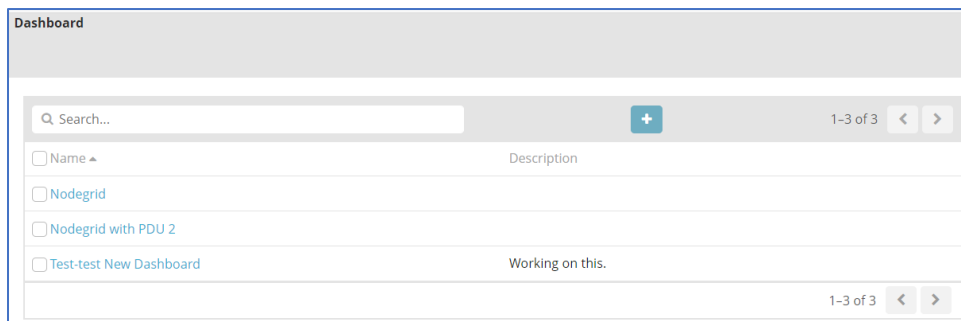 Dashboard
Search...
1–3 of 3
Name
Description
Nodegrid
Nodegrid with PDU 2
Test-test New Dashboard Working on this.
1–3 of 3